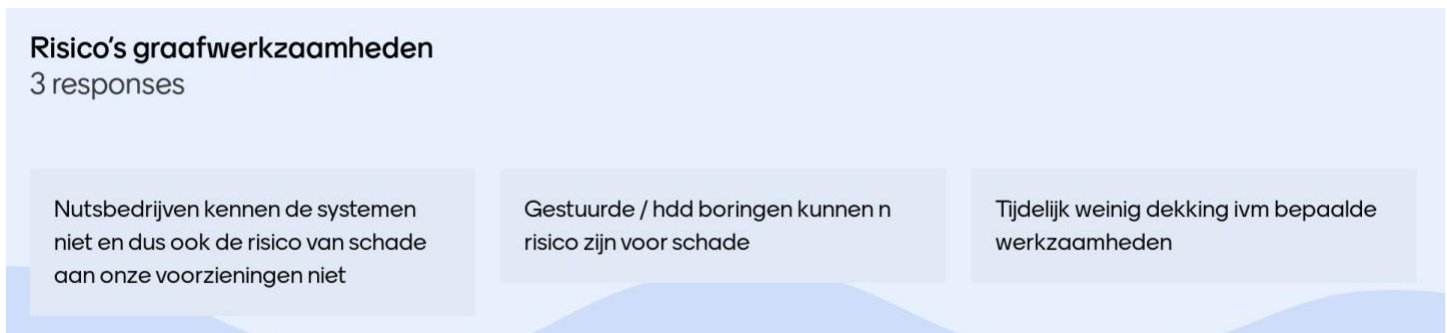 Risico's graafwerkzaamheden
3 responses
Nutsbedrijven kennen de systemen
niet en dus ook de risico van schade
aan onze voorzieningen niet
Gestuurde / hdd boringen kunnen n
risico zijn voor schade
Tijdelijk weinig dekking ivm bepaalde
werkzaamheden